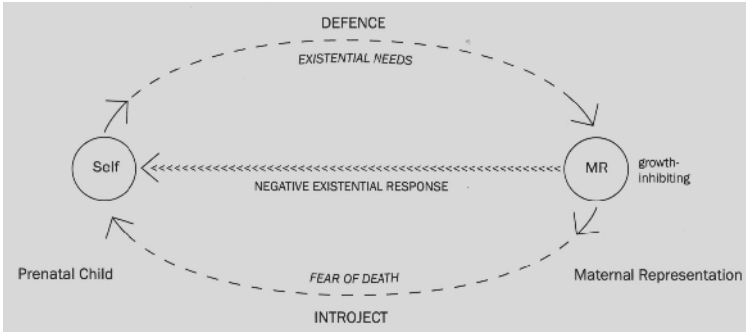 DEFENCE
EXISTENTIAL NEEDS
Self
MR
growth-
inhibiting
NEGATIVE EXISTENTIAL RESPONSE
Prenatal Child
FEAR OF DEATH
Maternal Representation
INTROJECT